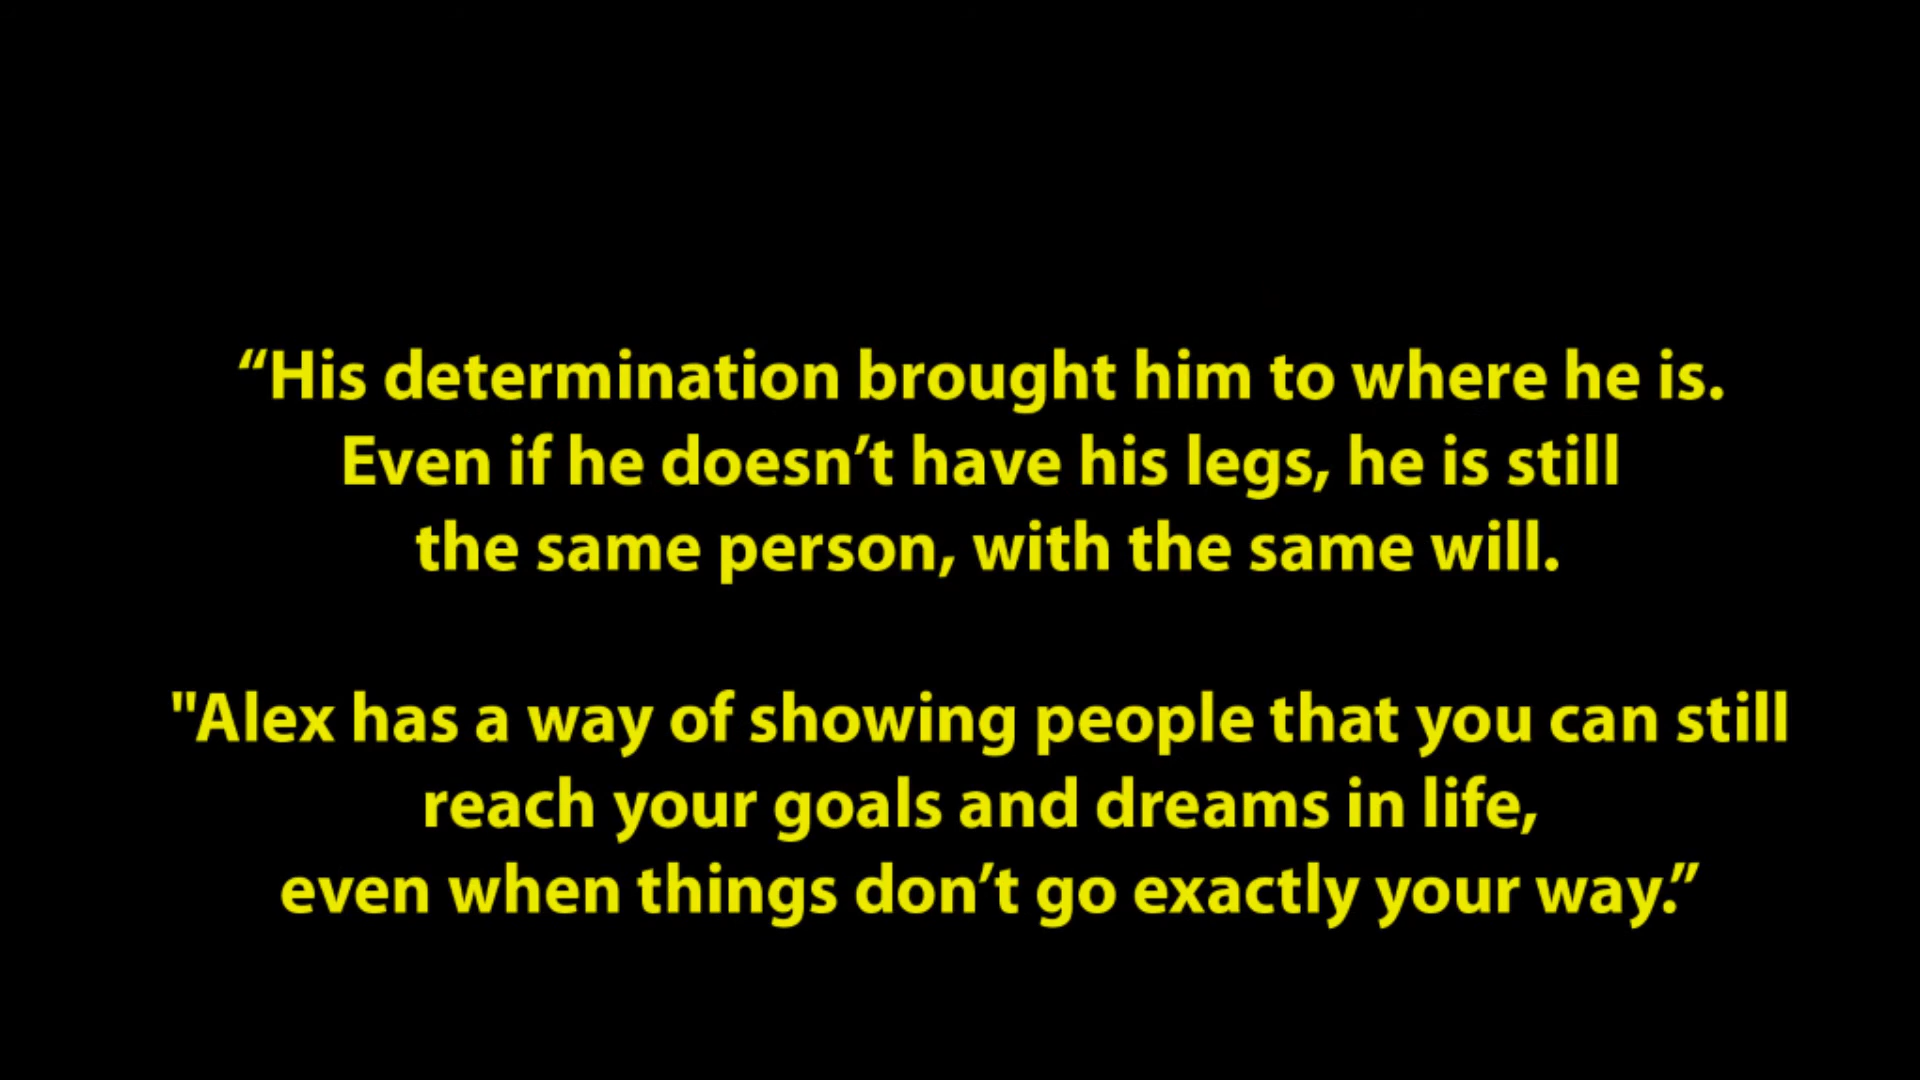 “His determination brought him to where he is.
Even if he doesn’t have his legs, he is still
the same person, with the same will.
"Alex has a way of showing people that you can still
reach your goals and dreams in life,
even when things don’t go exactly your way.”